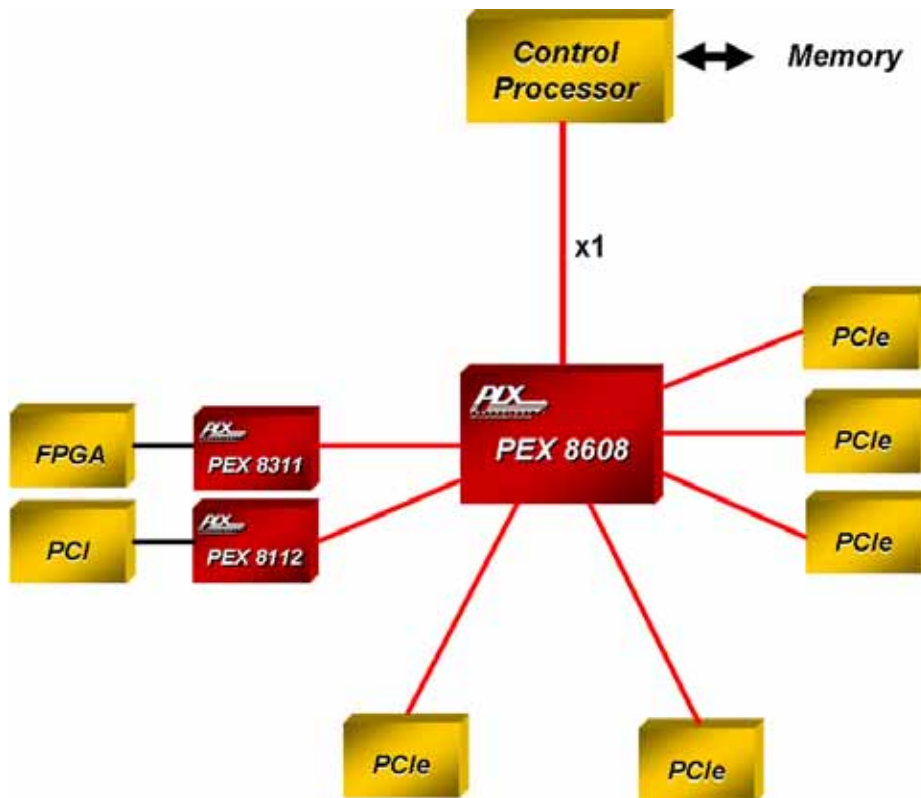 Control
Processor
Memory
x1
PCIe
PLX
PEX 8608
PCIe
FPGA
PLX
PEX 8311
PCIe
PCI
PLX
PEX 8112
PCIe
PCIe